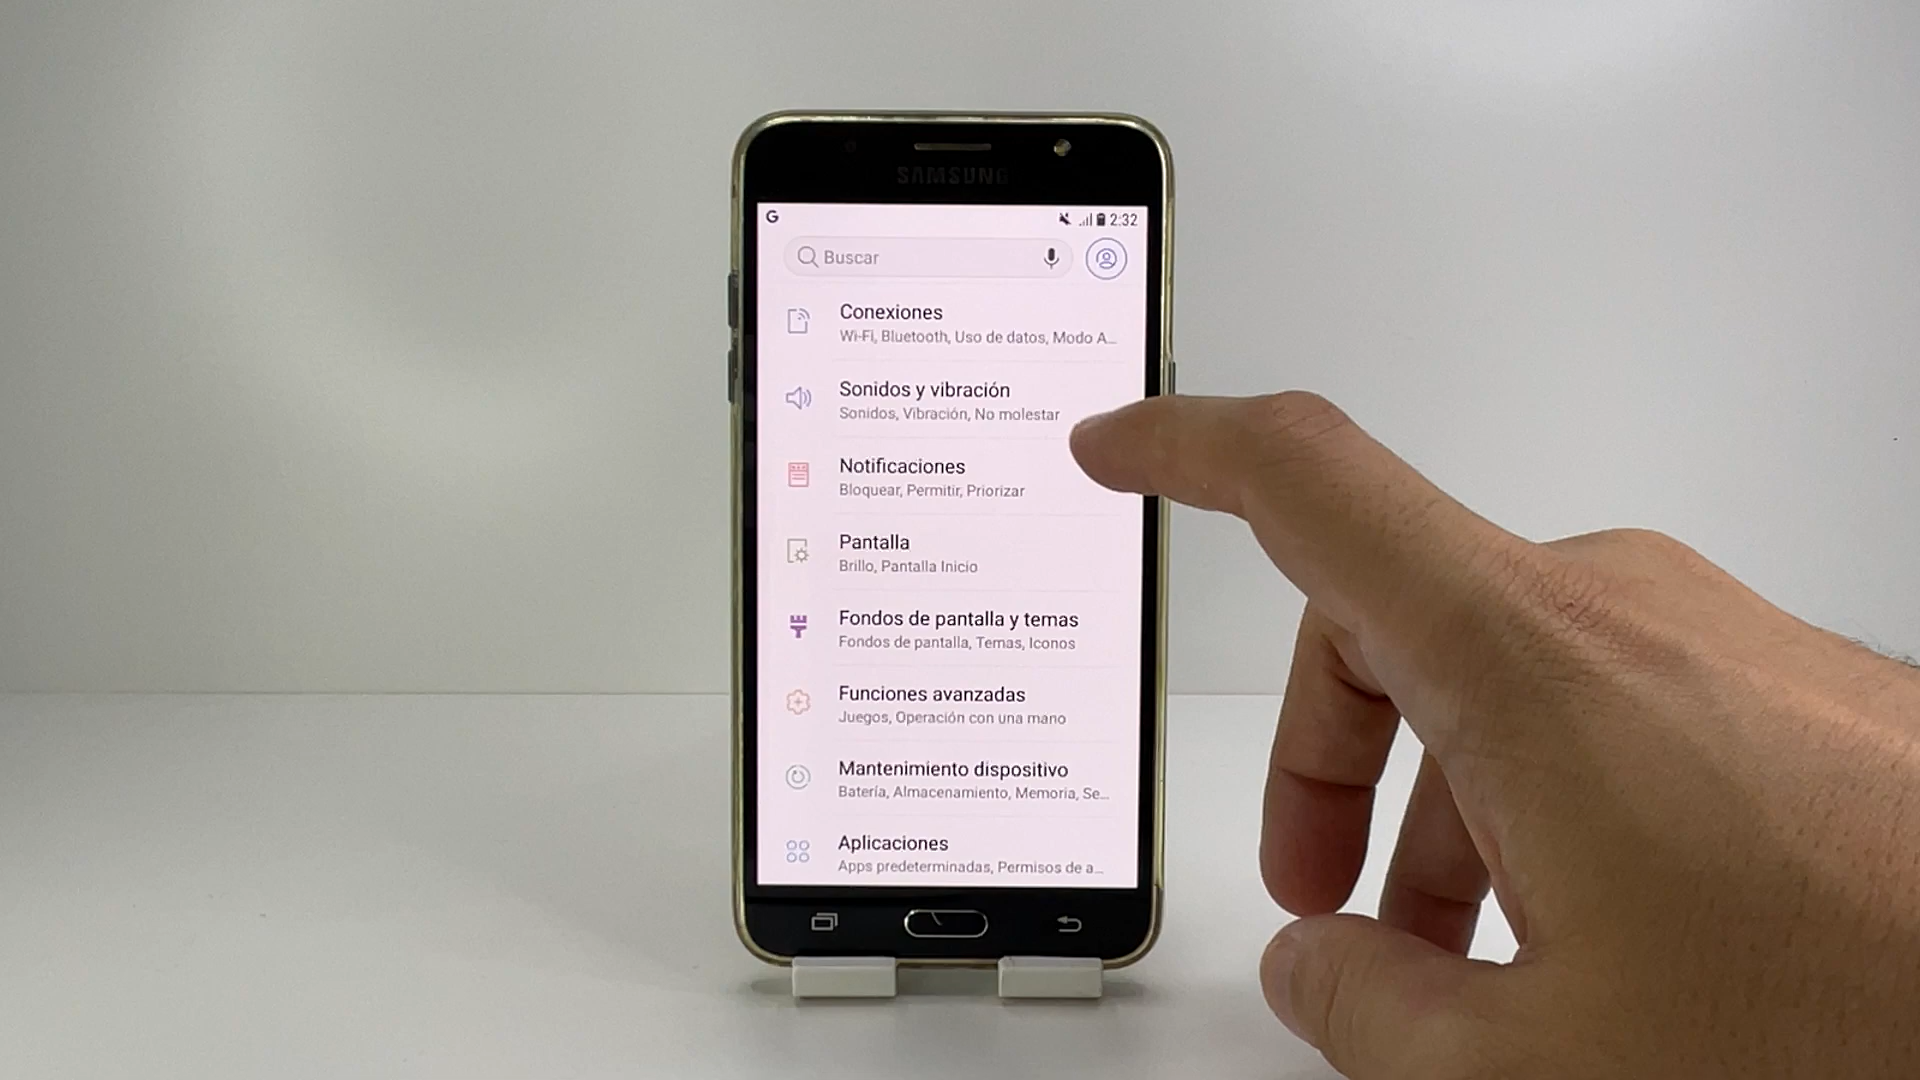 SAMSUNG
G 2:32
Buscar
Conexiones
Wi-Fi, Bluetooth, Uso de datos, Modo A...
Sonidos y vibración
Sonidos, Vibración, No molestar
Notificaciones
Bloquear, Permitir, Priorizar
Pantalla
Brillo, Pantalla Inicio
Fondos de pantalla y temas
Fondos de pantalla, Temas, Iconos
Funciones avanzadas
Juegos, Operación con una mano
Mantenimiento dispositivo
Batería, Almacenamiento, Memoria, Se...
Aplicaciones
Apps predeterminadas, Permisos de a...